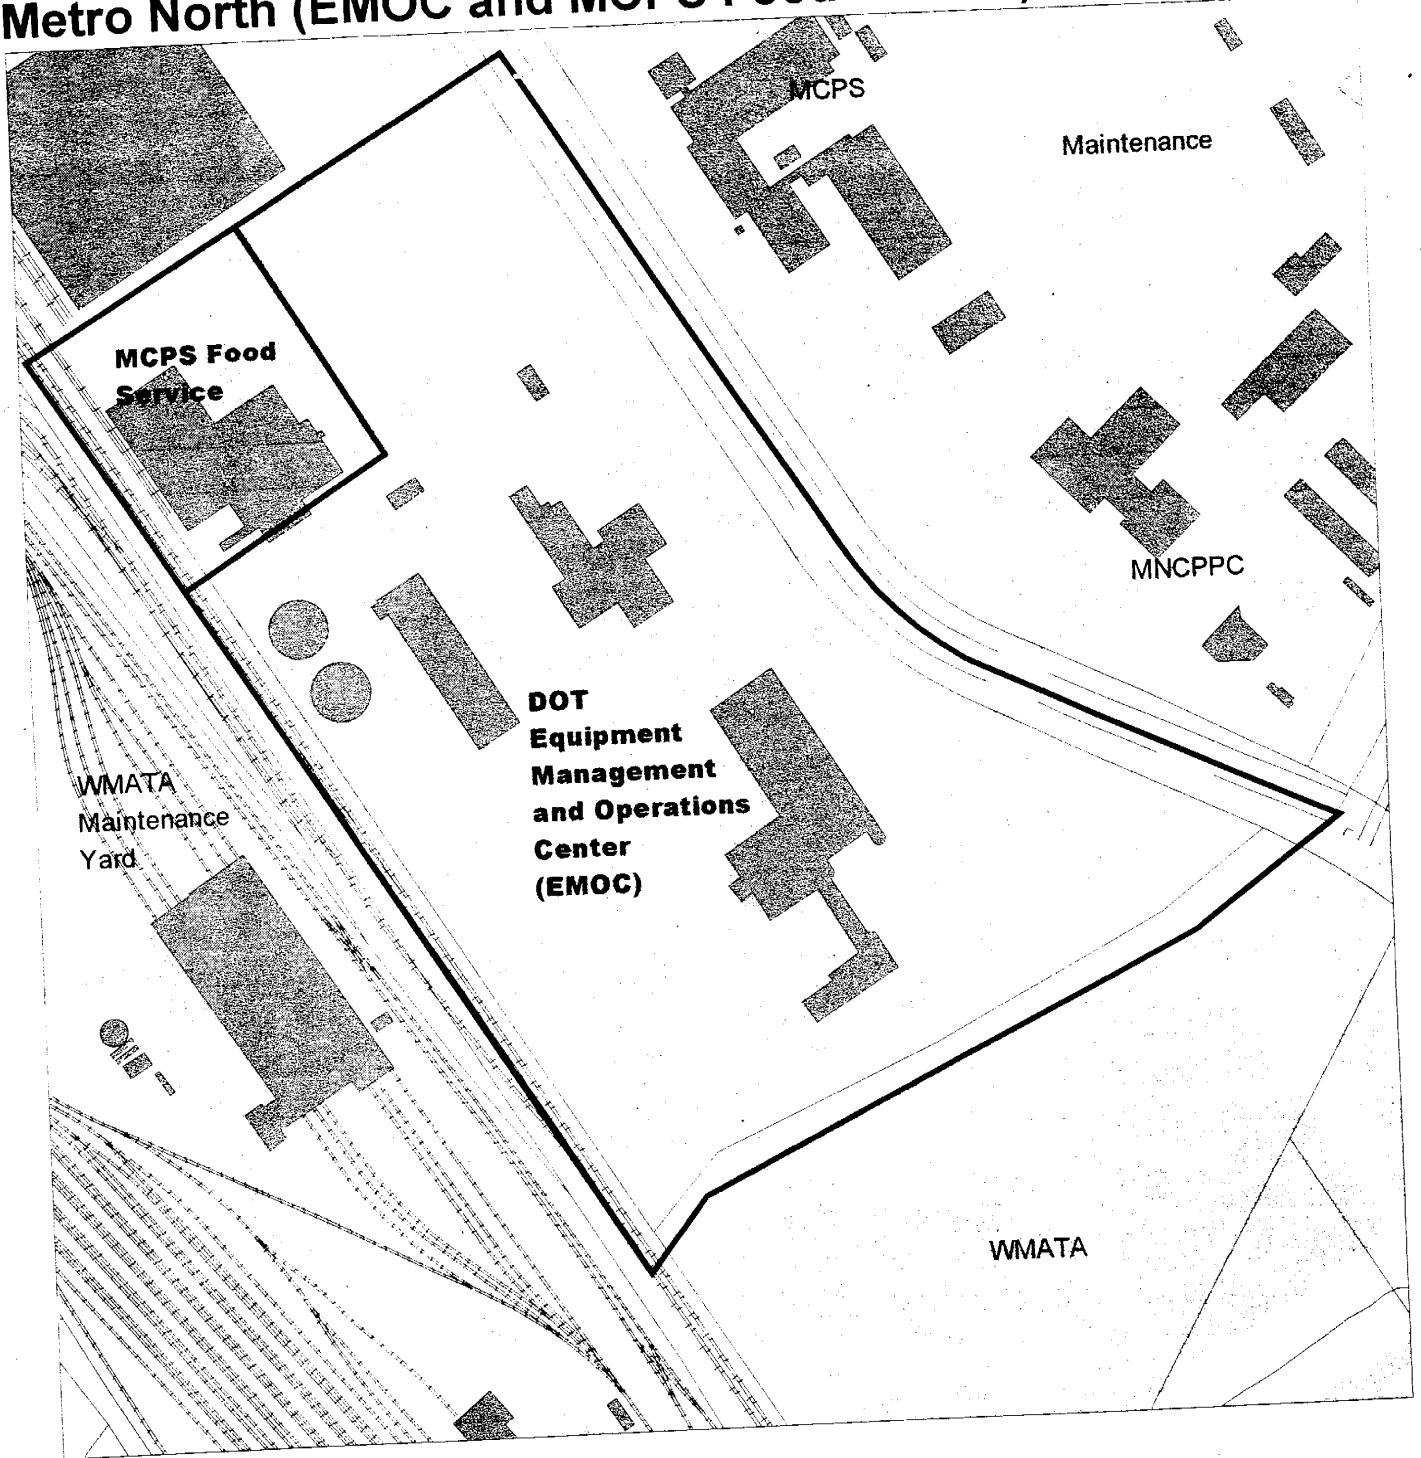 Metro North (EMOC and MCPS Food
MCPS
Maintenance
MCPS Food
Service
MNCPPC
DOT
Equipment
Management
and Operations
Center
(EMOC)
WMATA
Maintenance
Yard
WMATA